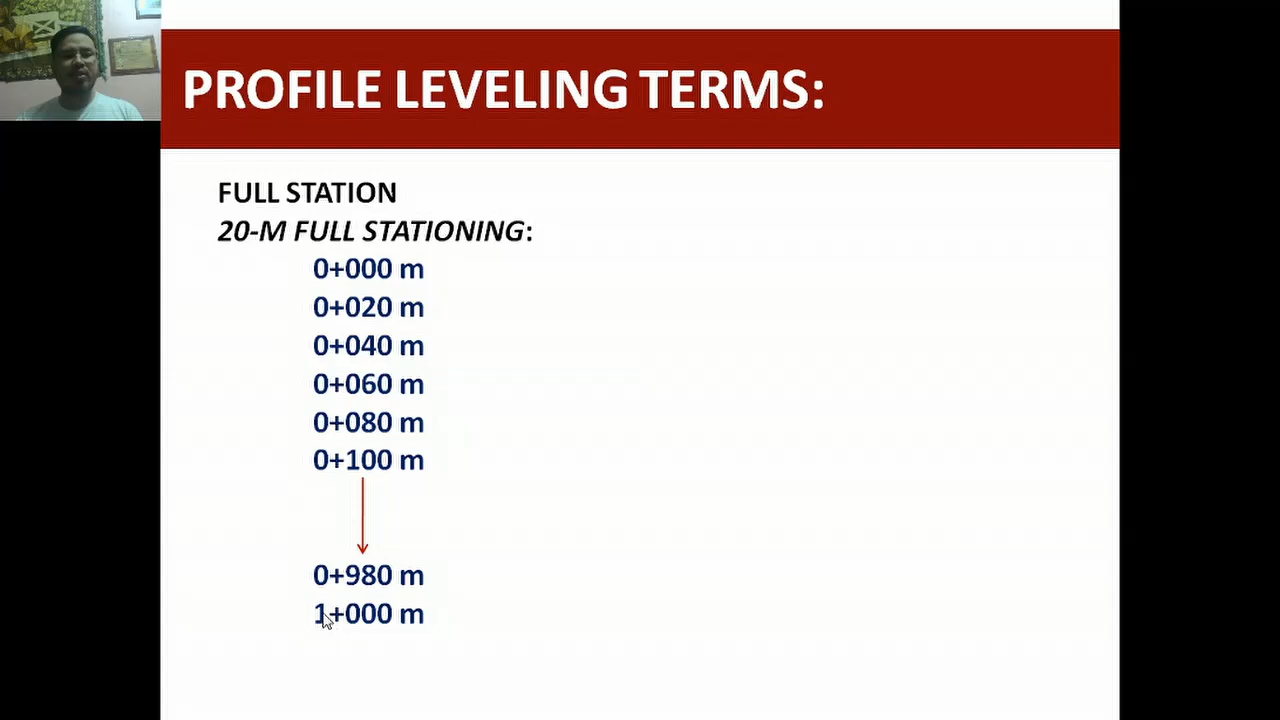 PROFILE LEVELING TERMS:
FULL STATION
20-M FULL STATIONING:
0+000 m
0+020 m
0+040 m
0+060 m
0+080 m
0+100 m
0+980 m
1+000 m